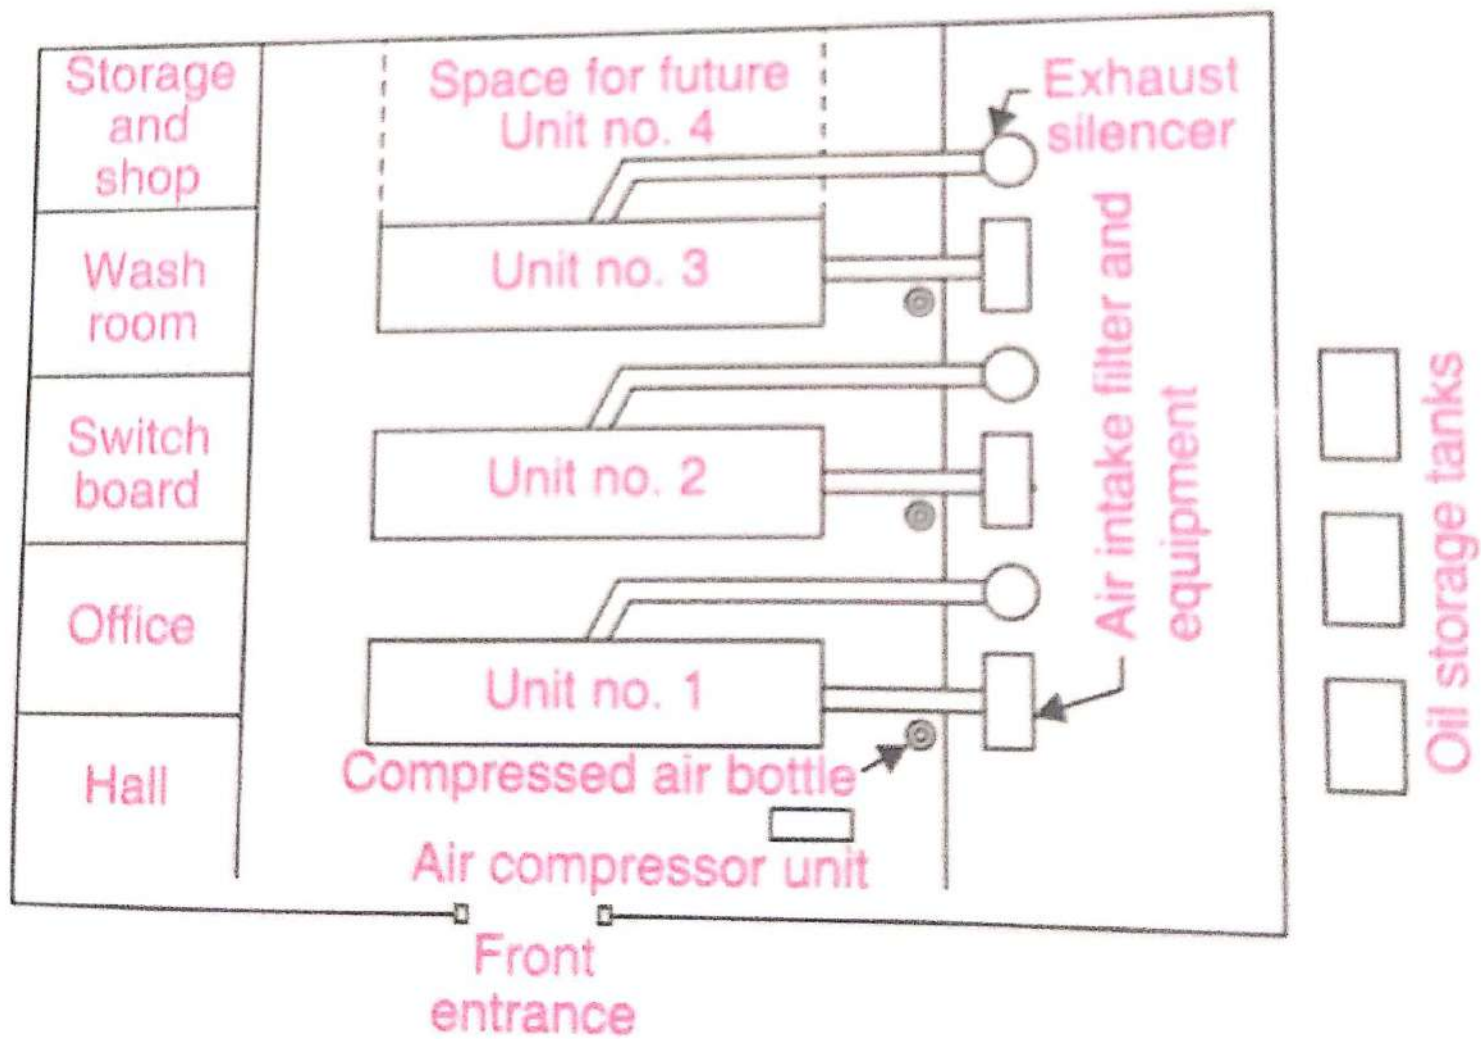 Storage
and
shop
Space for future
Unit no. 4
Exhaust
silencer
Wash
room
Unit no. 3
Air intake filter and
equipment
Switch
board
Unit no. 2
Oil storage tanks
Office
Unit no. 1
Compressed air bottle
Hall
Air compressor unit
Front
entrance